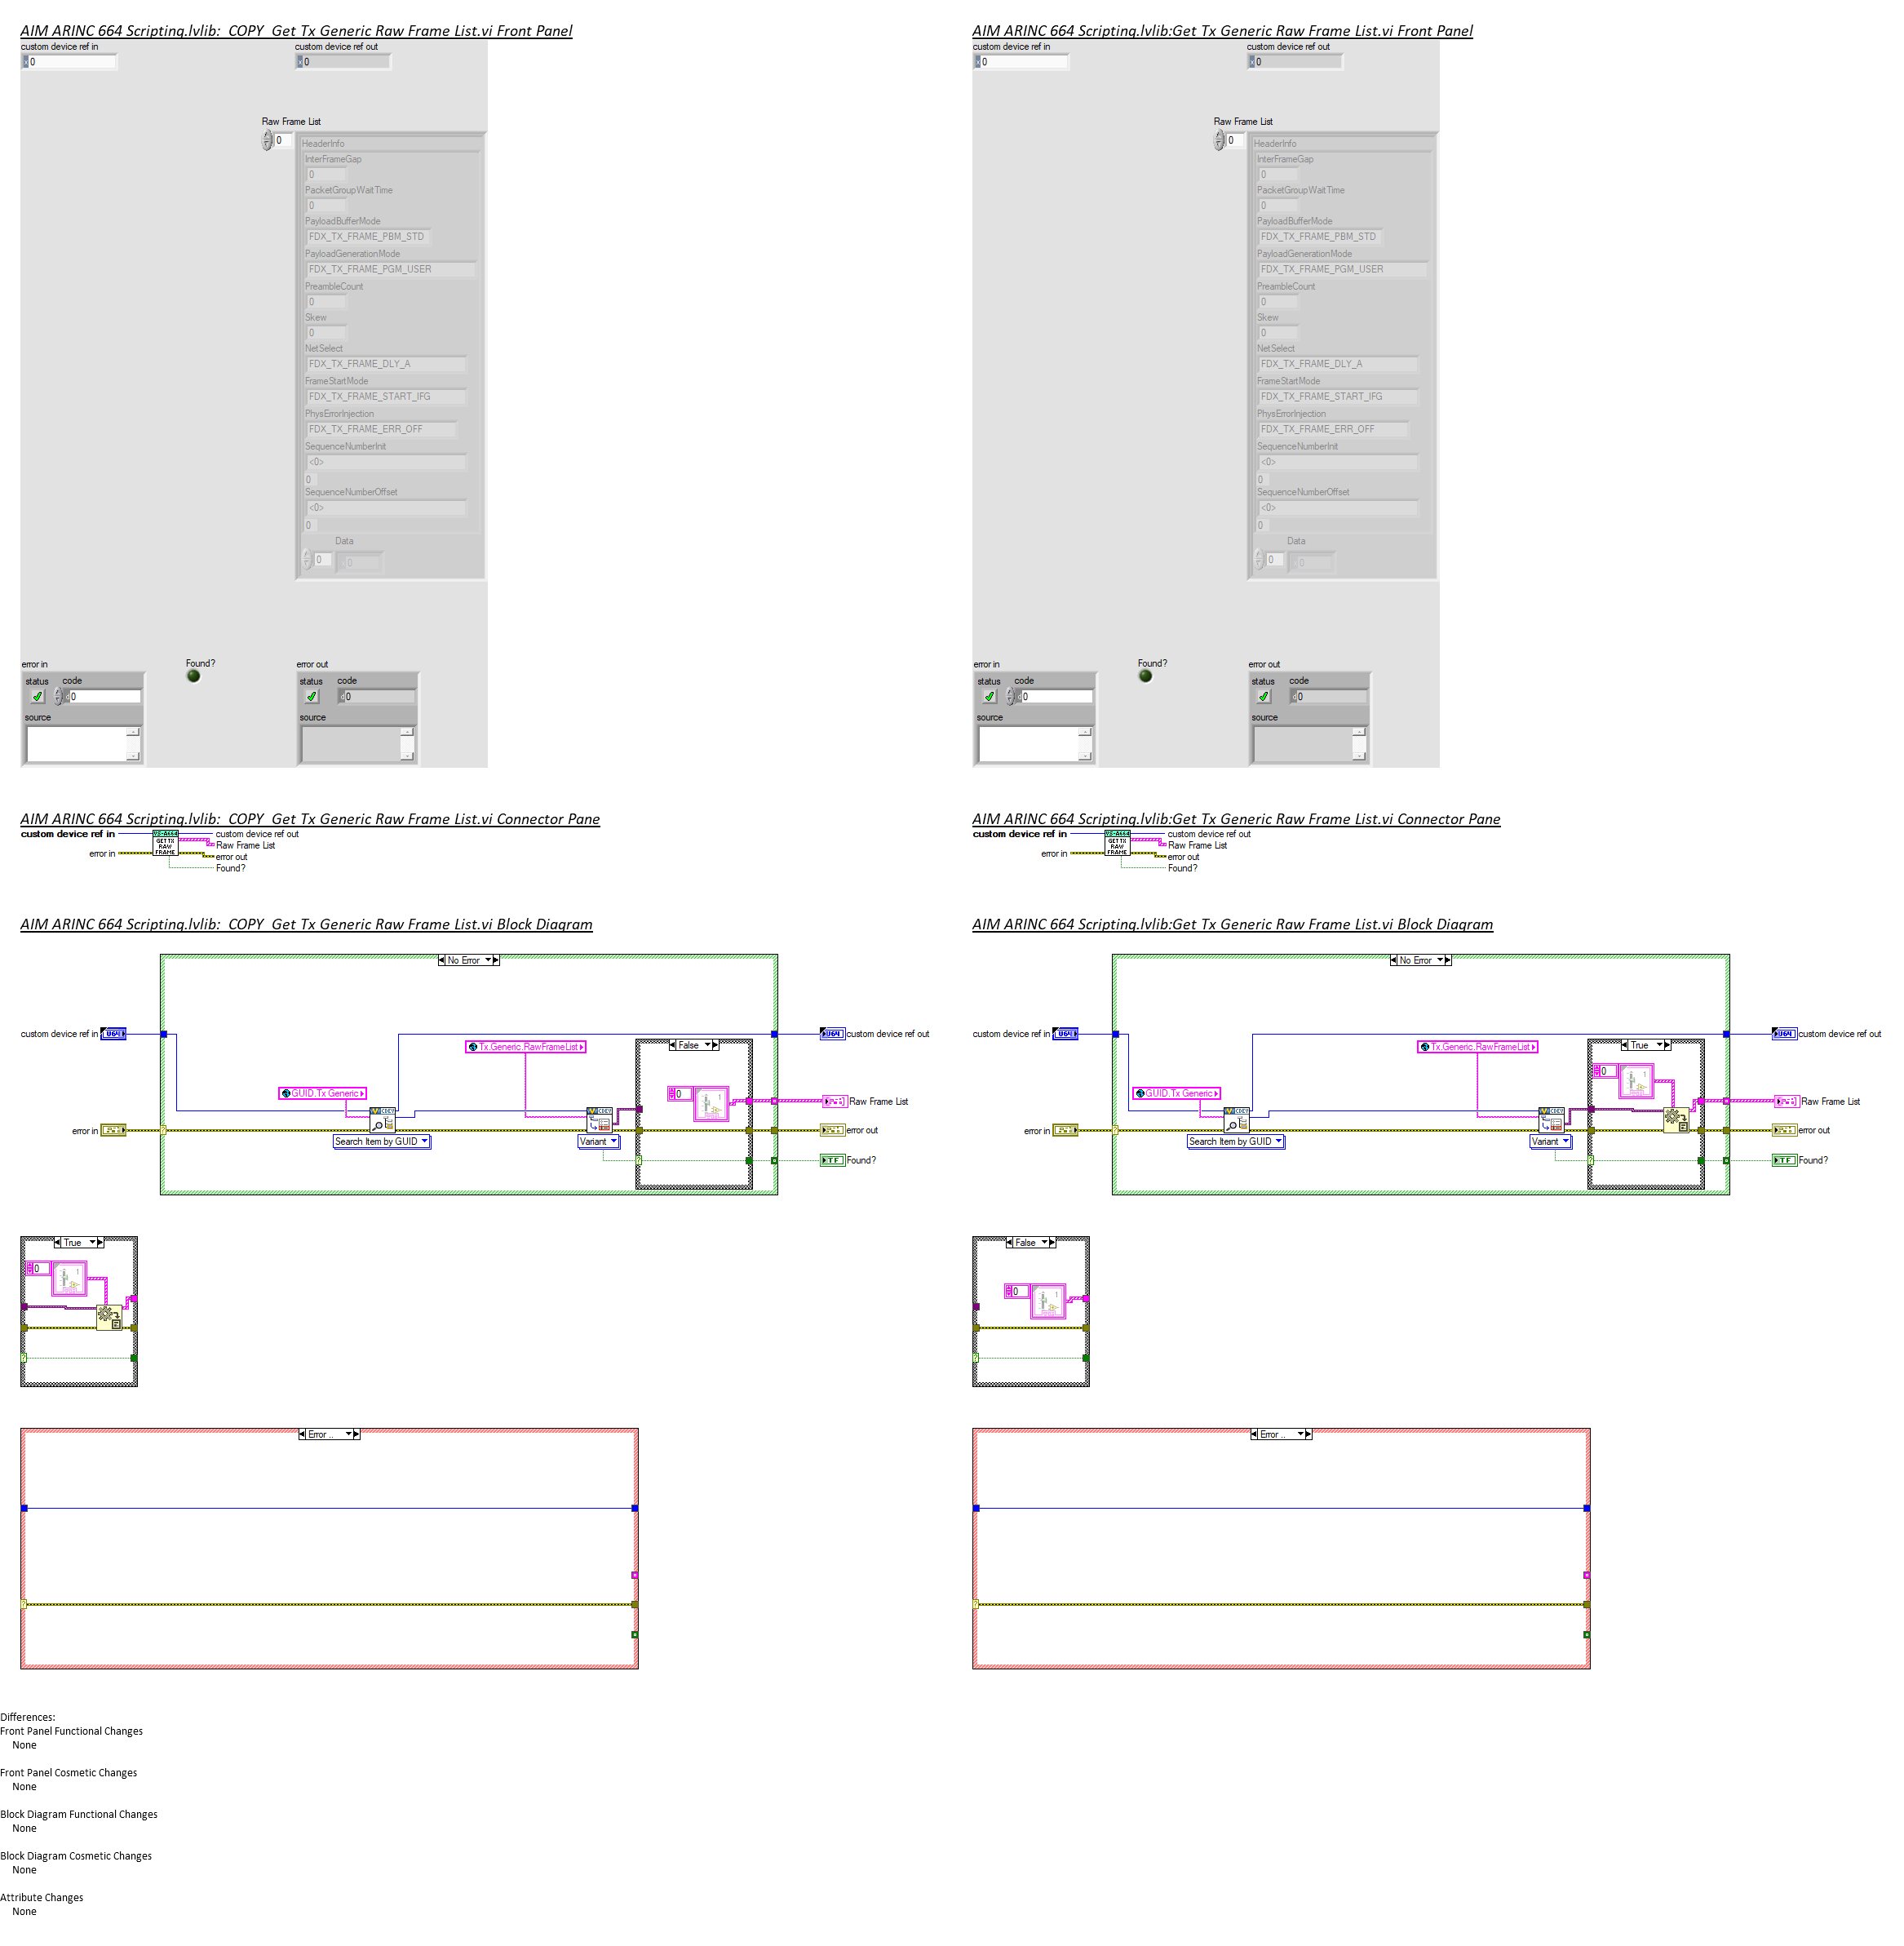 AIM ARINC 664 Scripting.lvlib:  COPY  Get Tx Generic Raw Frame List.vi Front Panel
custom device ref in
custom device ref out
0
0
Raw Frame List
0
HeaderInfo
InterFrameGap
0
PacketGroupWaitTime
0
PayloadBufferMode
FDX_TX_FRAME_PBM_STD
PayloadGenerationMode
FDX_TX_FRAME_PGM_USER
PreambleCount
0
Skew
0
NetSelect
FDX_TX_FRAME_DLY_A
FrameStartMode
FDX_TX_FRAME_START_IFG
PhysErrorInjection
FDX_TX_FRAME_ERR_OFF
SequenceNumberInit
<0>
0
SequenceNumberOffset
<0>
0
Data
0
0
error in
Found?
error out
status
code
0
source
status
code
0
source
AIM ARINC 664 Scripting.lvlib:  COPY  Get Tx Generic Raw Frame List.vi Connector Pane
custom device ref in
GET TX
RAW
FRAME
custom device ref out
Raw Frame List
error in
error out
Found?
AIM ARINC 664 Scripting.lvlib:  COPY  Get Tx Generic Raw Frame List.vi Block Diagram
No Error
custom device ref in
U64
U64
custom device ref out
Tx.Generic.RawFrameList
False
GUID.Tx Generic
0
Raw Frame List
error in
Search Item by GUID
Variant
error out
TF
Found?
True
0
Error ..
AIM ARINC 664 Scripting.lvlib:Get Tx Generic Raw Frame List.vi Front Panel
custom device ref in
custom device ref out
0
0
Raw Frame List
0
HeaderInfo
InterFrameGap
0
PacketGroupWaitTime
0
PayloadBufferMode
FDX_TX_FRAME_PBM_STD
PayloadGenerationMode
FDX_TX_FRAME_PGM_USER
PreambleCount
0
Skew
0
NetSelect
FDX_TX_FRAME_DLY_A
FrameStartMode
FDX_TX_FRAME_START_IFG
PhysErrorInjection
FDX_TX_FRAME_ERR_OFF
SequenceNumberInit
<0>
0
SequenceNumberOffset
<0>
0
Data
0
0
error in
Found?
error out
status
code
0
source
status
code
0
source
AIM ARINC 664 Scripting.lvlib:Get Tx Generic Raw Frame List.vi Connector Pane
custom device ref in
GET TX
RAW
FRAME
custom device ref out
Raw Frame List
error in
error out
Found?
AIM ARINC 664 Scripting.lvlib:Get Tx Generic Raw Frame List.vi Block Diagram
No Error
custom device ref in
U64
U64
custom device ref out
Tx.Generic.RawFrameList
True
0
GUID.Tx Generic
Raw Frame List
error in
Search Item by GUID
Variant
error out
TF
Found?
False
0
Error ..
Differences:
Front Panel Functional Changes
None
Front Panel Cosmetic Changes
None
Block Diagram Functional Changes
None
Block Diagram Cosmetic Changes
None
Attribute Changes
None